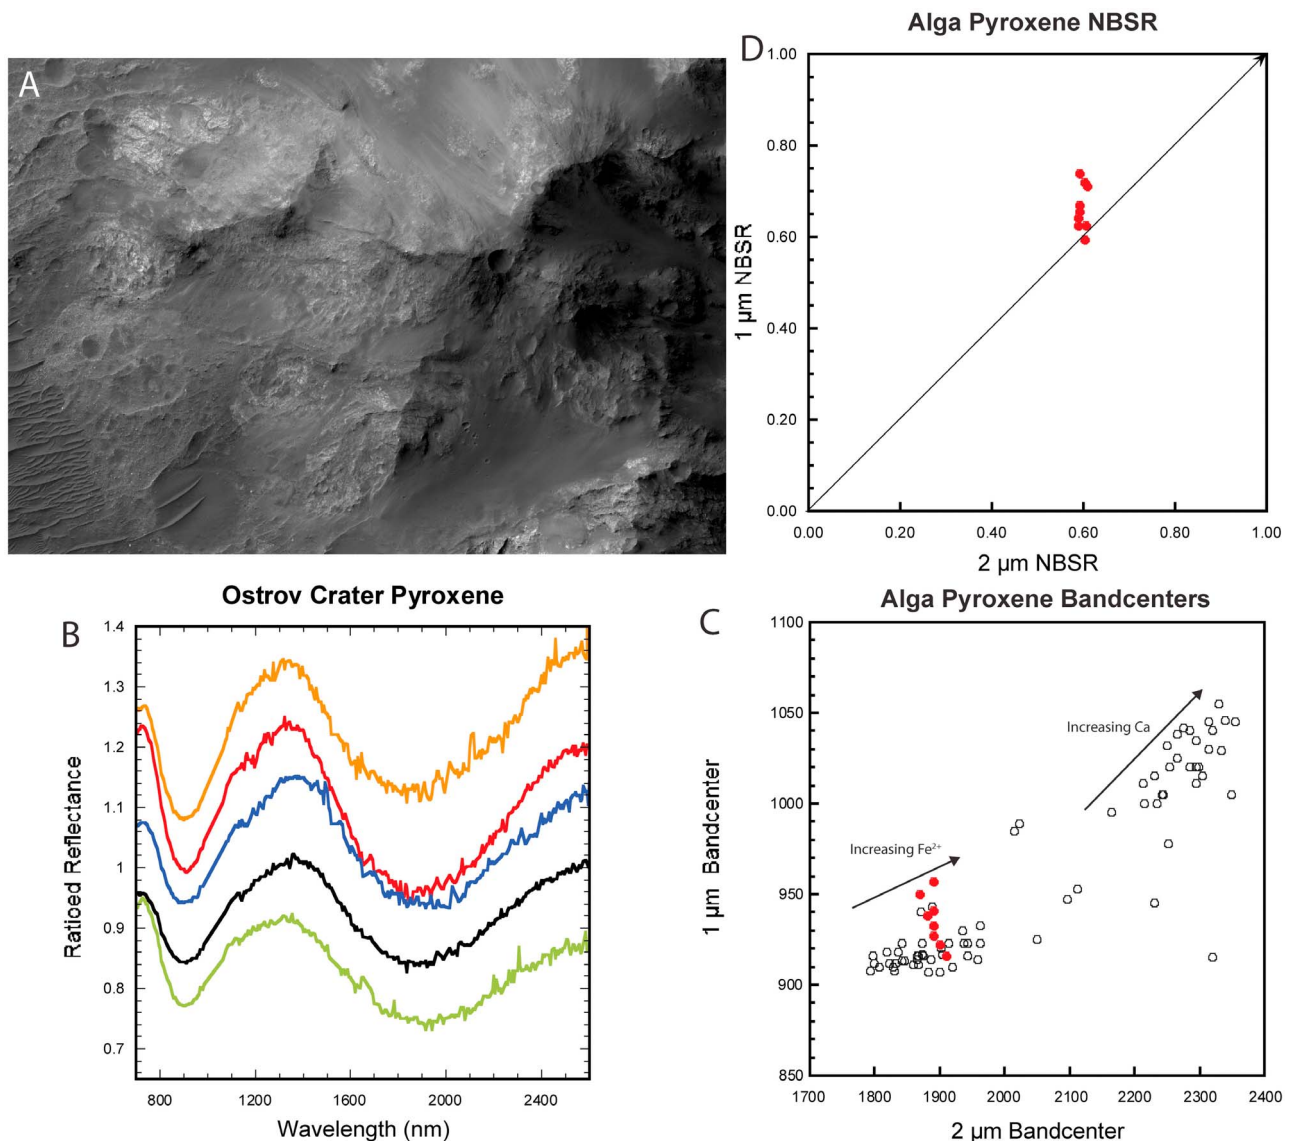 A
Alga Pyroxene NBSR
D
1.00
0.80
0.60
0.40
0.20
0.00
1 µm NBSR
0.00 0.20 0.40 0.60 0.80 1.00
2 µm NBSR
Ostrov Crater Pyroxene
B
1.4
1.3
1.2
1.1
1
0.9
0.8
0.7
Ratioed Reflectance
800 1200 1600 2000 2400
Wavelength (nm)
Alga Pyroxene Bandcenters
C
1100
1050
1000
950
900
850
1 µm Bandcenter
Increasing Ca
Increasing Fe²⁺
1700 1800 1900 2000 2100 2200 2300 2400
2 µm Bandcenter